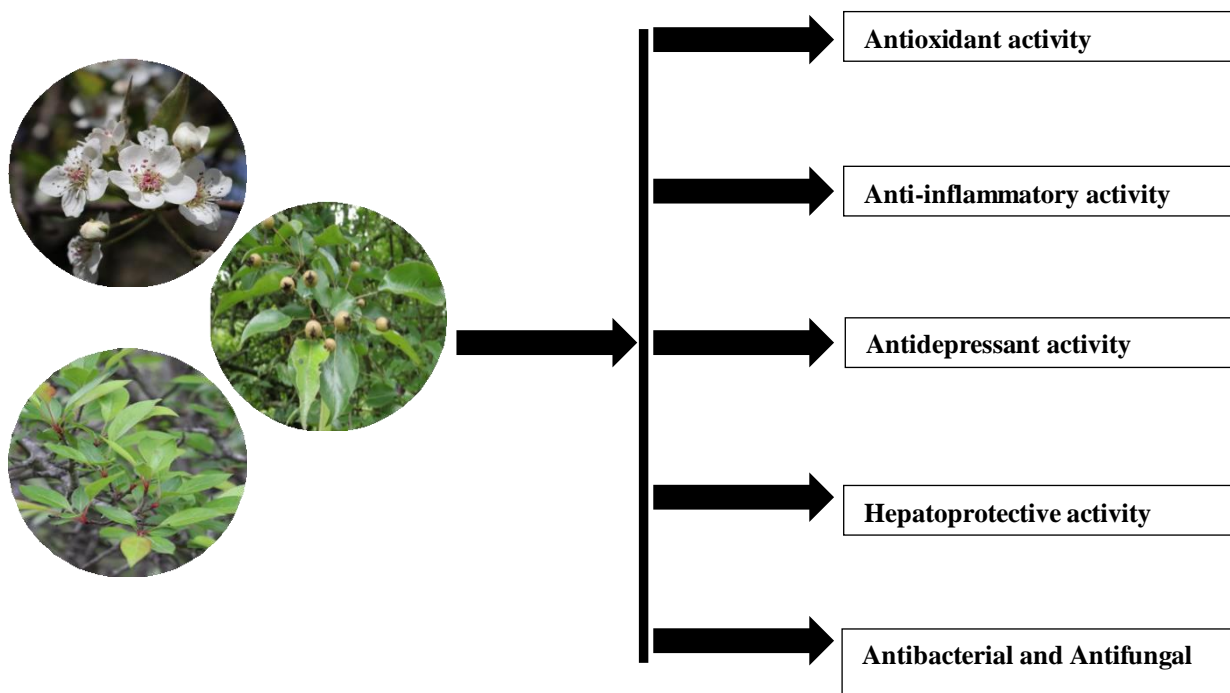 Antioxidant activity
Anti-inflammatory activity
Antidepressant activity
Hepatoprotective activity
Antibacterial and Antifungal